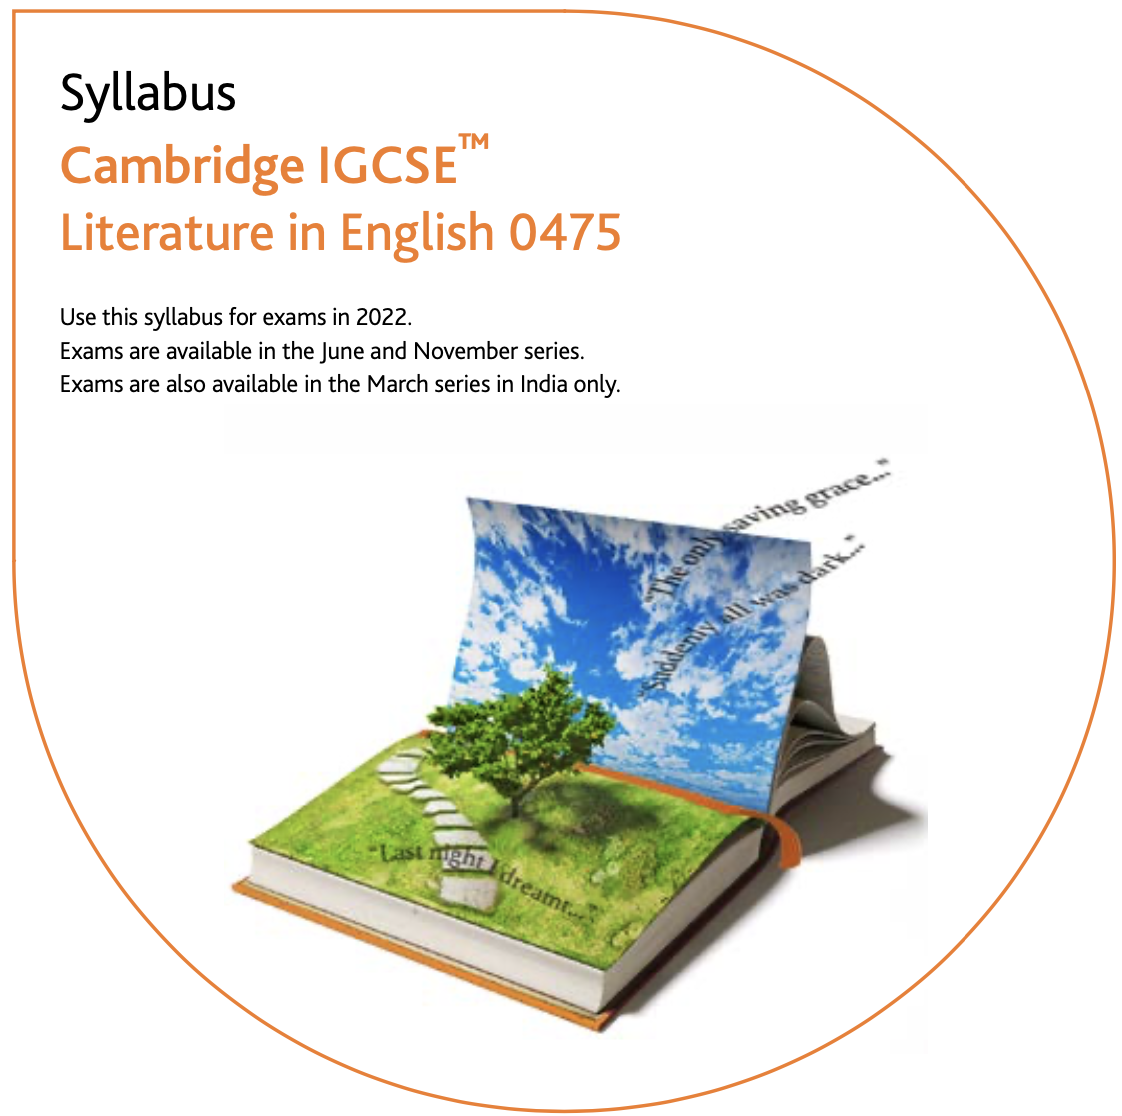 Syllabus
Cambridge IGCSE™
Literature in English 0475
Use this syllabus for exams in 2022.
Exams are available in the June and November series.
Exams are also available in the March series in India only.
"The only saving grace..."
"Suddenly all was dark..."
"Last night I dreamt..."